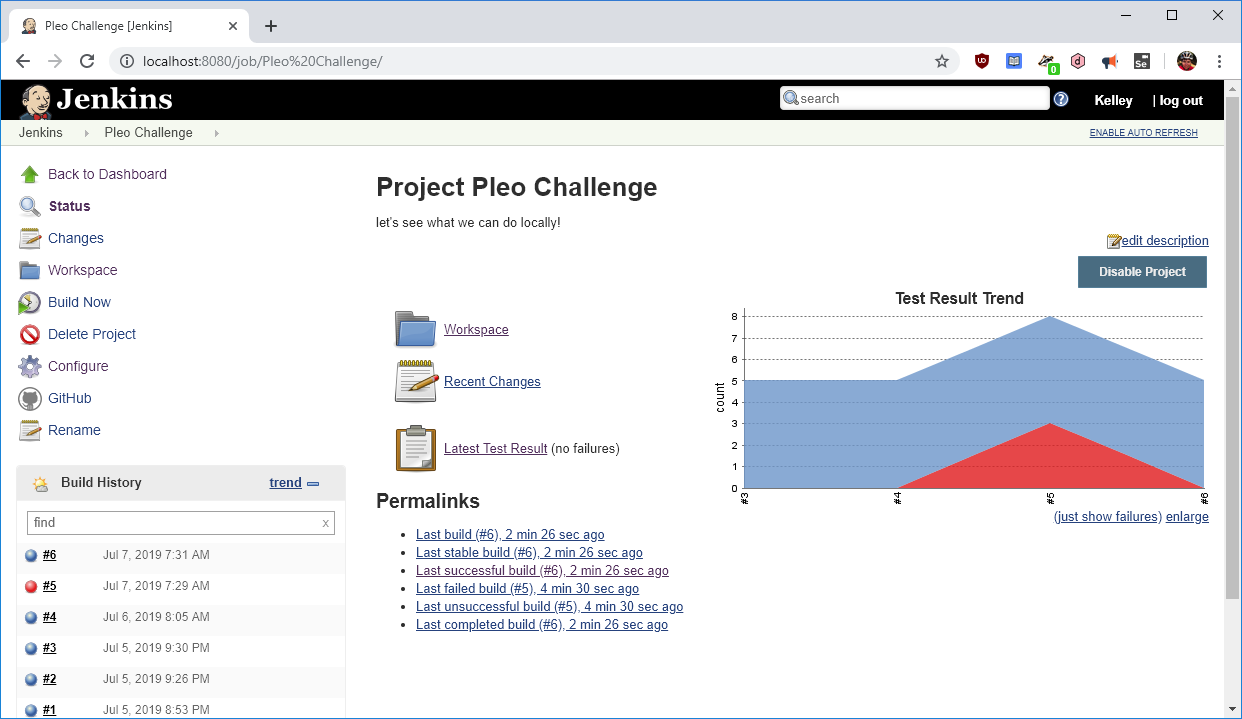 Pleo Challenge [Jenkins]
localhost:8080/job/Pleo%20Challenge/
0
Se
Jenkins
search
Kelley
| log out
Jenkins
Pleo Challenge
ENABLE AUTO REFRESH
Back to Dashboard
Status
Changes
Workspace
Build Now
Delete Project
Configure
GitHub
Rename
Build History
trend
find
x
#6 Jul 7, 2019 7:31 AM
#5 Jul 7, 2019 7:29 AM
#4 Jul 6, 2019 8:05 AM
#3 Jul 5, 2019 9:30 PM
#2 Jul 5, 2019 9:26 PM
#1 Jul 5, 2019 8:53 PM
Project Pleo Challenge
let's see what we can do locally!
edit description
Disable Project
Workspace
Recent Changes
Latest Test Result (no failures)
Test Result Trend
count
8
7
6
5
4
3
2
1
0
#3
#4
#5
#6
(just show failures) enlarge
Permalinks
Last build (#6), 2 min 26 sec ago
Last stable build (#6), 2 min 26 sec ago
Last successful build (#6), 2 min 26 sec ago
Last failed build (#5), 4 min 30 sec ago
Last unsuccessful build (#5), 4 min 30 sec ago
Last completed build (#6), 2 min 26 sec ago